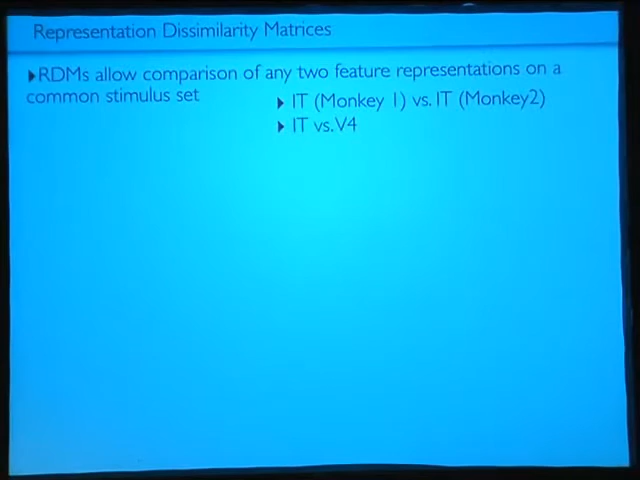 Representation Dissimilarity Matrices
▸RDMs allow comparison of any two feature representations on a
common stimulus set
▸ IT (Monkey 1) vs. IT (Monkey2)
▸ IT vs. V4